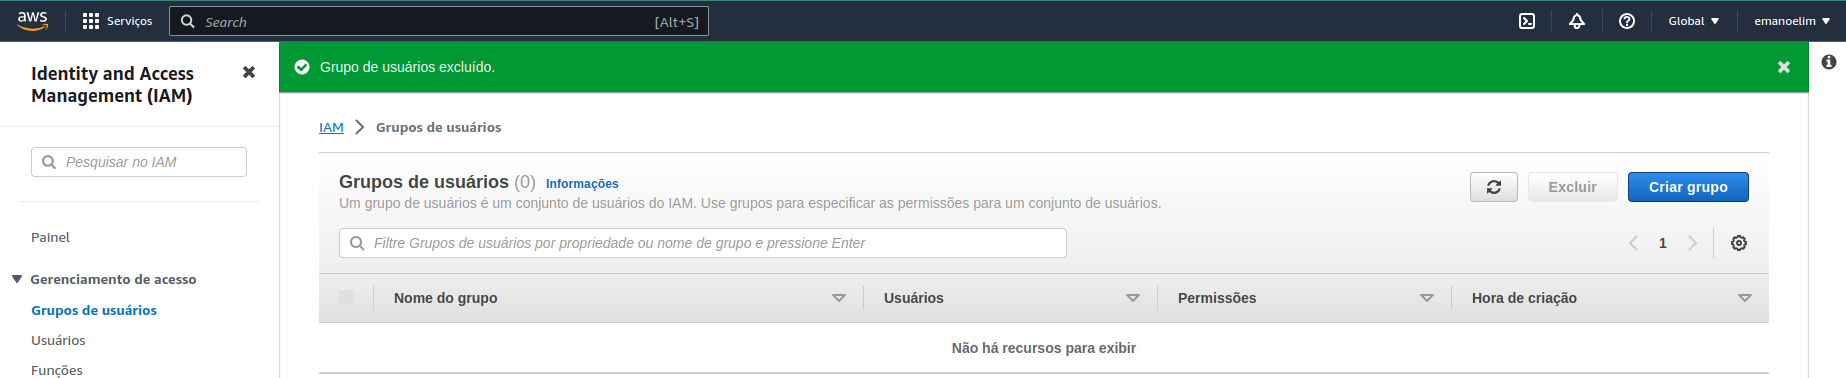 aws
Serviços
Search
[Alt+S]
Global
emanoelim
Identity and Access
Management (IAM)
Pesquisar no IAM
Painel
Gerenciamento de acesso
Grupos de usuários
Usuários
Funções
Grupo de usuários excluído.
IAM
Grupos de usuários
Grupos de usuários (0) Informações
Um grupo de usuários é um conjunto de usuários do IAM. Use grupos para especificar as permissões para um conjunto de usuários.
Excluir
Criar grupo
Filtre Grupos de usuários por propriedade ou nome de grupo e pressione Enter
1
Nome do grupo
Usuários
Permissões
Hora de criação
Não há recursos para exibir